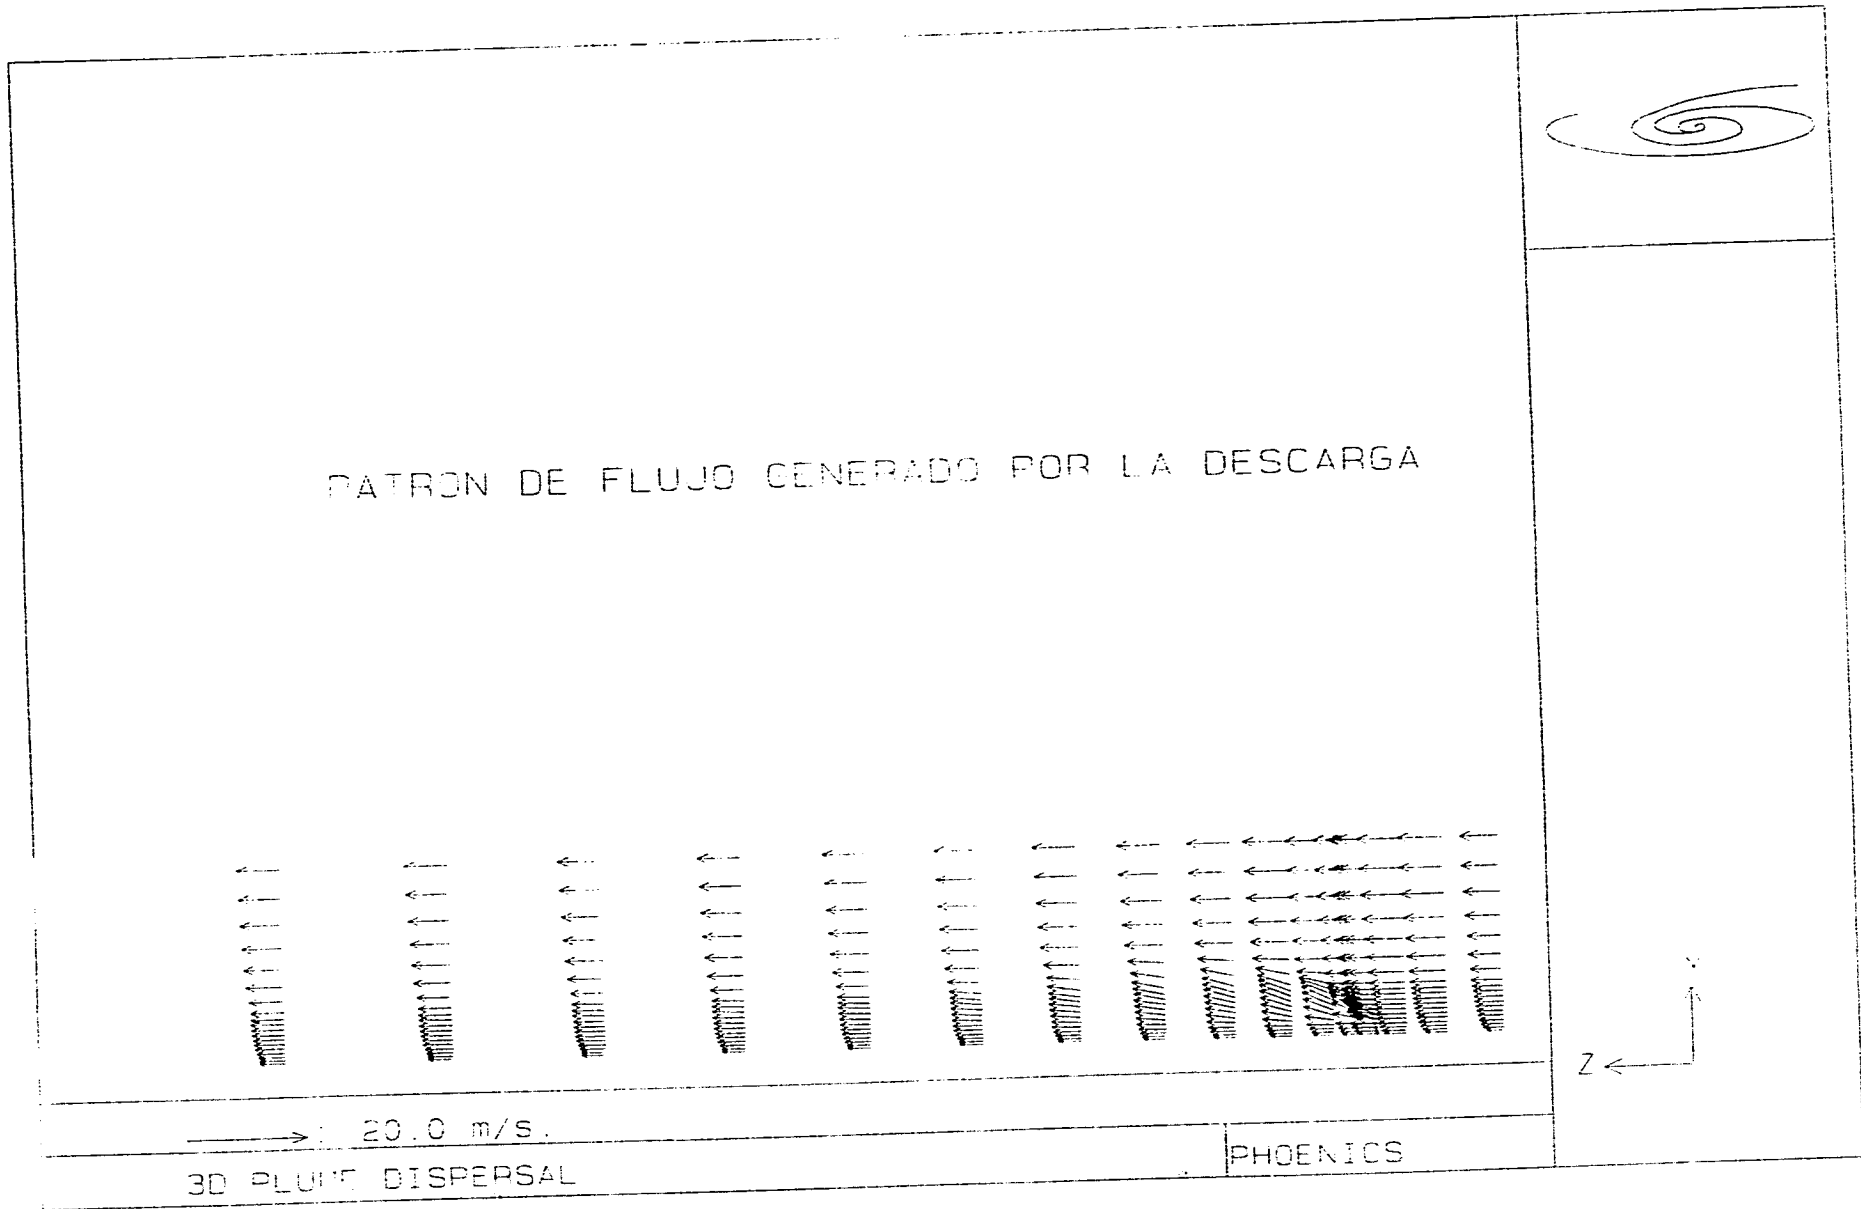 PATRON DE FLUJO GENERADO POR LA DESCARGA
Y
Z
: 20.0 m/s.
3D PLUME DISPERSAL
PHOENICS